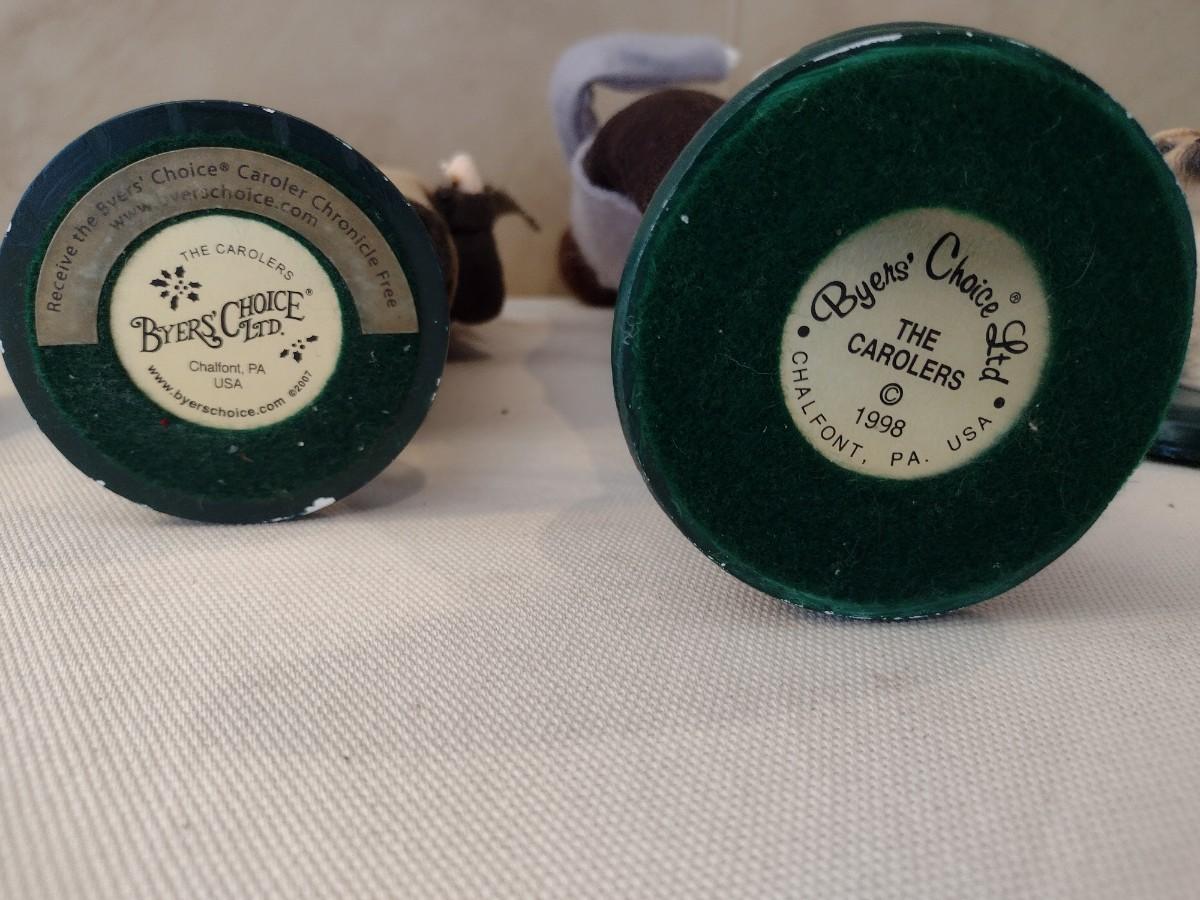 Receive the Byers' Choice® Caroler Chronicle Free
www.byerschoice.com
THE CAROLERS
BYERS' CHOICE®
LTD.
Chalfont, PA
USA
www.byerschoice.com ©2007
Byers' Choice® Ltd
THE
CAROLERS
©
1998
• CHALFONT, PA. USA •